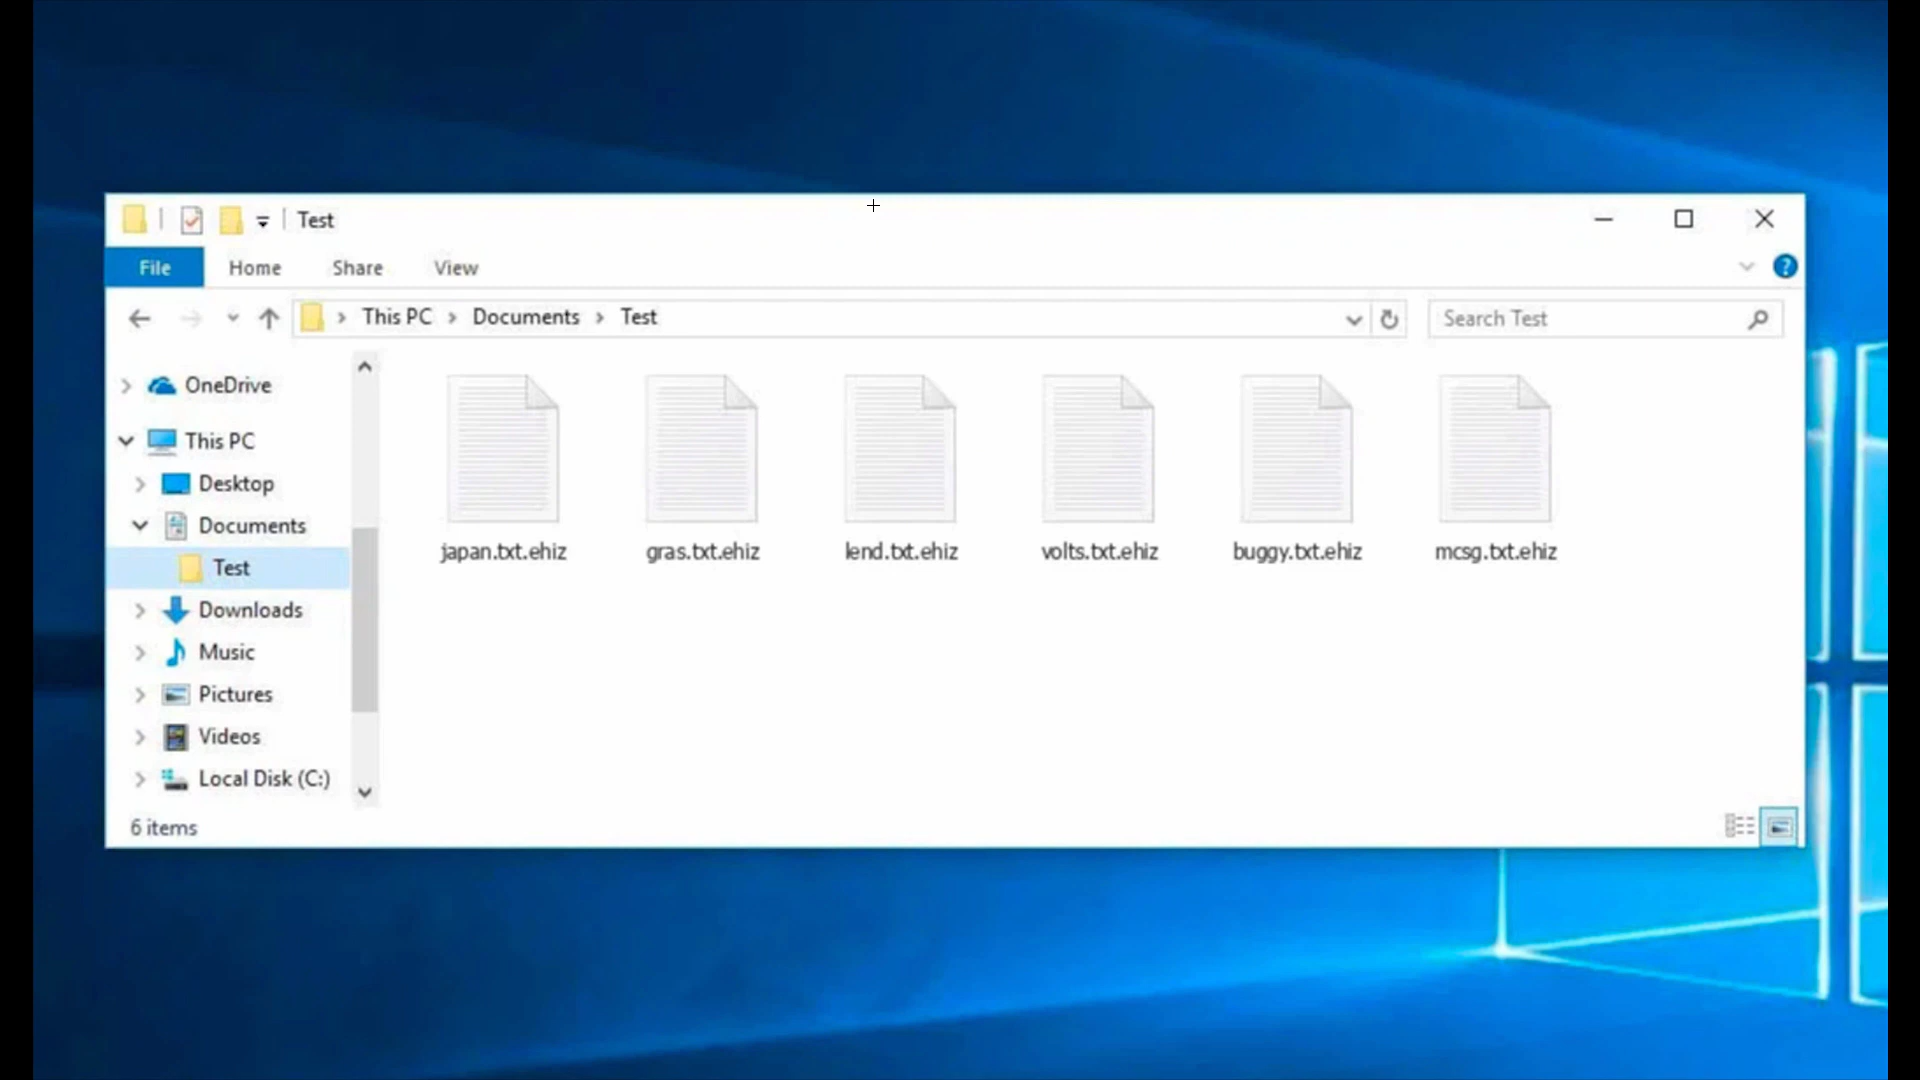 Test
File Home Share View
This PC Documents Test
Search Test
OneDrive
This PC
Desktop
Documents
Test
Downloads
Music
Pictures
Videos
Local Disk (C:)
japan.txt.ehiz gras.txt.ehiz lend.txt.ehiz volts.txt.ehiz buggy.txt.ehiz mcsg.txt.ehiz
6 items